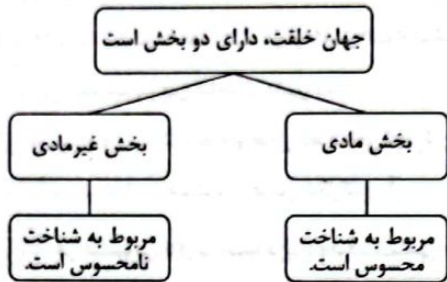 جهان خلقت، دارای دو بخش است
بخش مادی
بخش غیرمادی
مربوط به شناخت
محسوس است.
مربوط به شناخت
نامحسوس است.